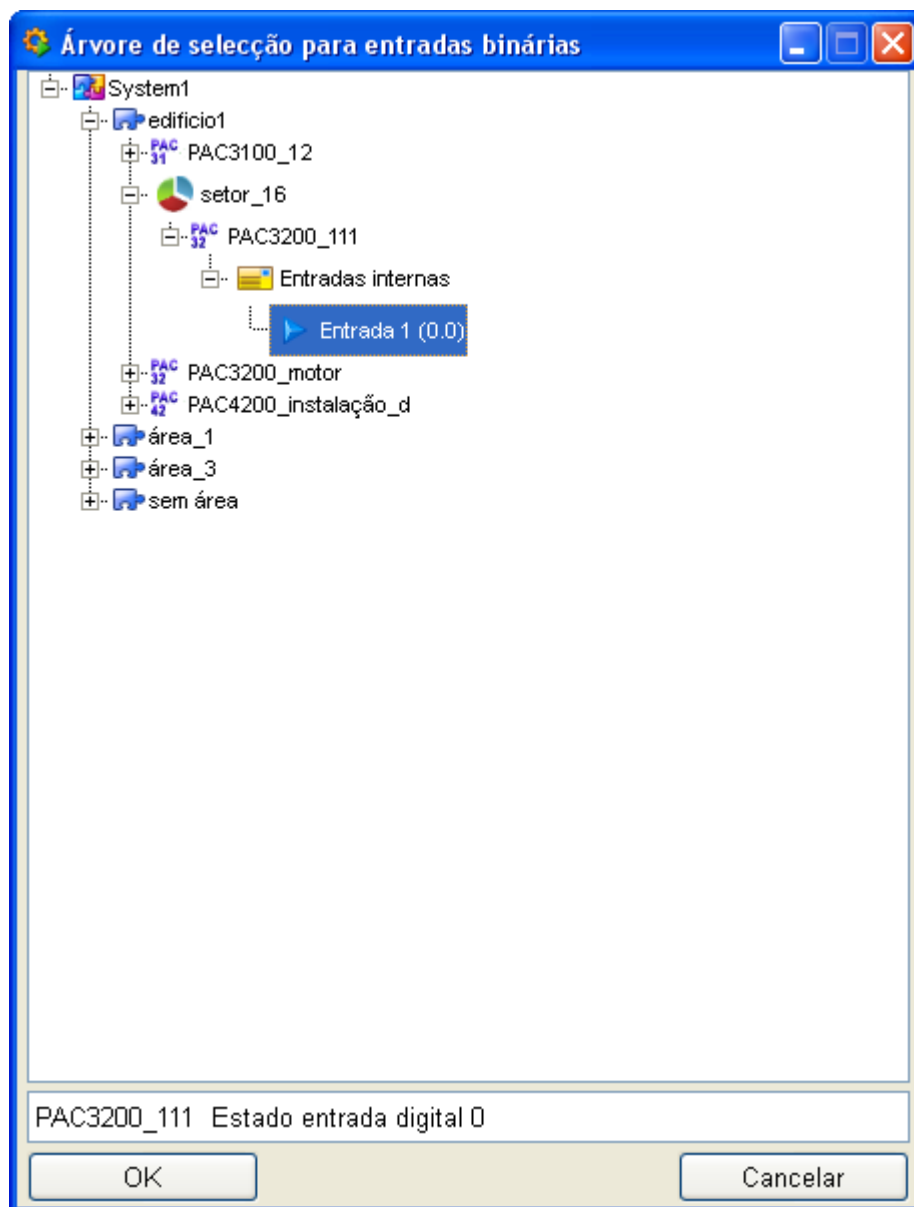 Árvore de selecção para entradas binárias
System1
edificio1
PAC 31 PAC3100_12
setor_16
PAC 32 PAC3200_111
Entradas internas
Entrada 1 (0.0)
PAC 32 PAC3200_motor
PAC 42 PAC4200_instalação_d
área_1
área_3
sem área
PAC3200_111 Estado entrada digital 0
OK Cancelar